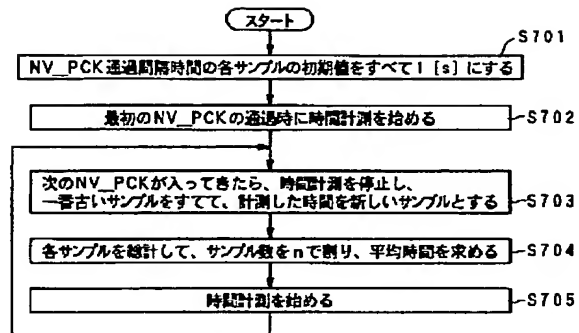 スタート
S701
NV__PCK通過間隔時間の各サンプルの初期値をすべて1 [s] にする
最初のNV__PCKの通過時に時間計測を始める
S702
次のNV__PCKが入ってきたら、時間計測を停止し、
一番古いサンプルをすてて、計測した時間を新しいサンプルとする
S703
各サンプルを総計して、サンプル数をnで割り、平均時間を求める
S704
時間計測を始める
S705